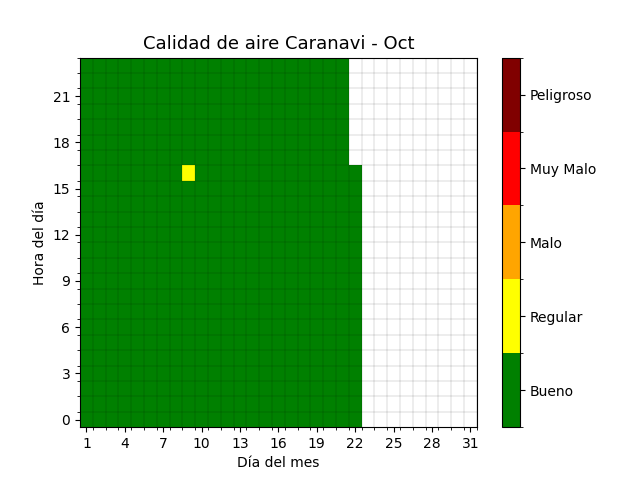 Calidad de aire Caranavi - Oct
Hora del día
21
18
15
12
9
6
3
0
1 4 7 10 13 16 19 22 25 28 31
Día del mes
Peligroso
Muy Malo
Malo
Regular
Bueno